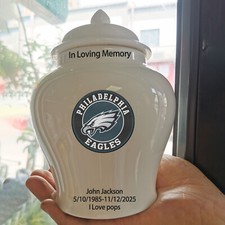 In Loving Memory
PHILADELPHIA
EAGLES
John Jackson
5/10/1985-11/12/2025
I Love pops